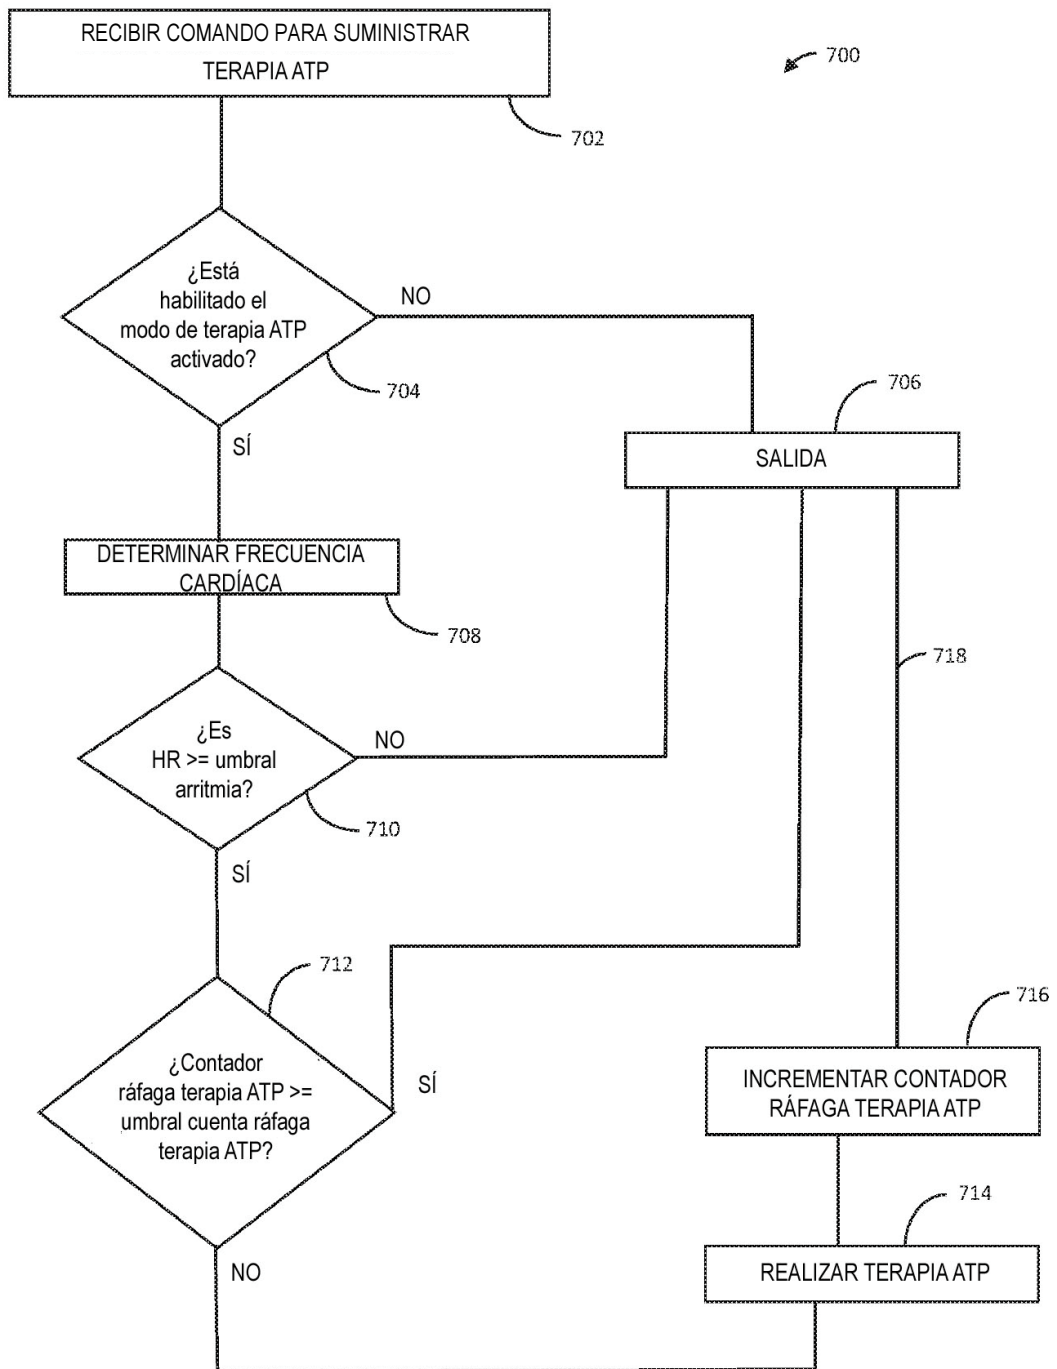 RECIBIR COMANDO PARA SUMINISTRAR
TERAPIA ATP
700
702
¿Está
habilitado el
modo de terapia ATP
activado?
NO
704
706
SÍ
SALIDA
DETERMINAR FRECUENCIA
CARDÍACA
708
718
¿Es
HR >= umbral
arritmia?
NO
710
SÍ
712
716
¿Contador
ráfaga terapia ATP >=
umbral cuenta ráfaga
terapia ATP?
SÍ
INCREMENTAR CONTADOR
RÁFAGA TERAPIA ATP
714
NO
REALIZAR TERAPIA ATP